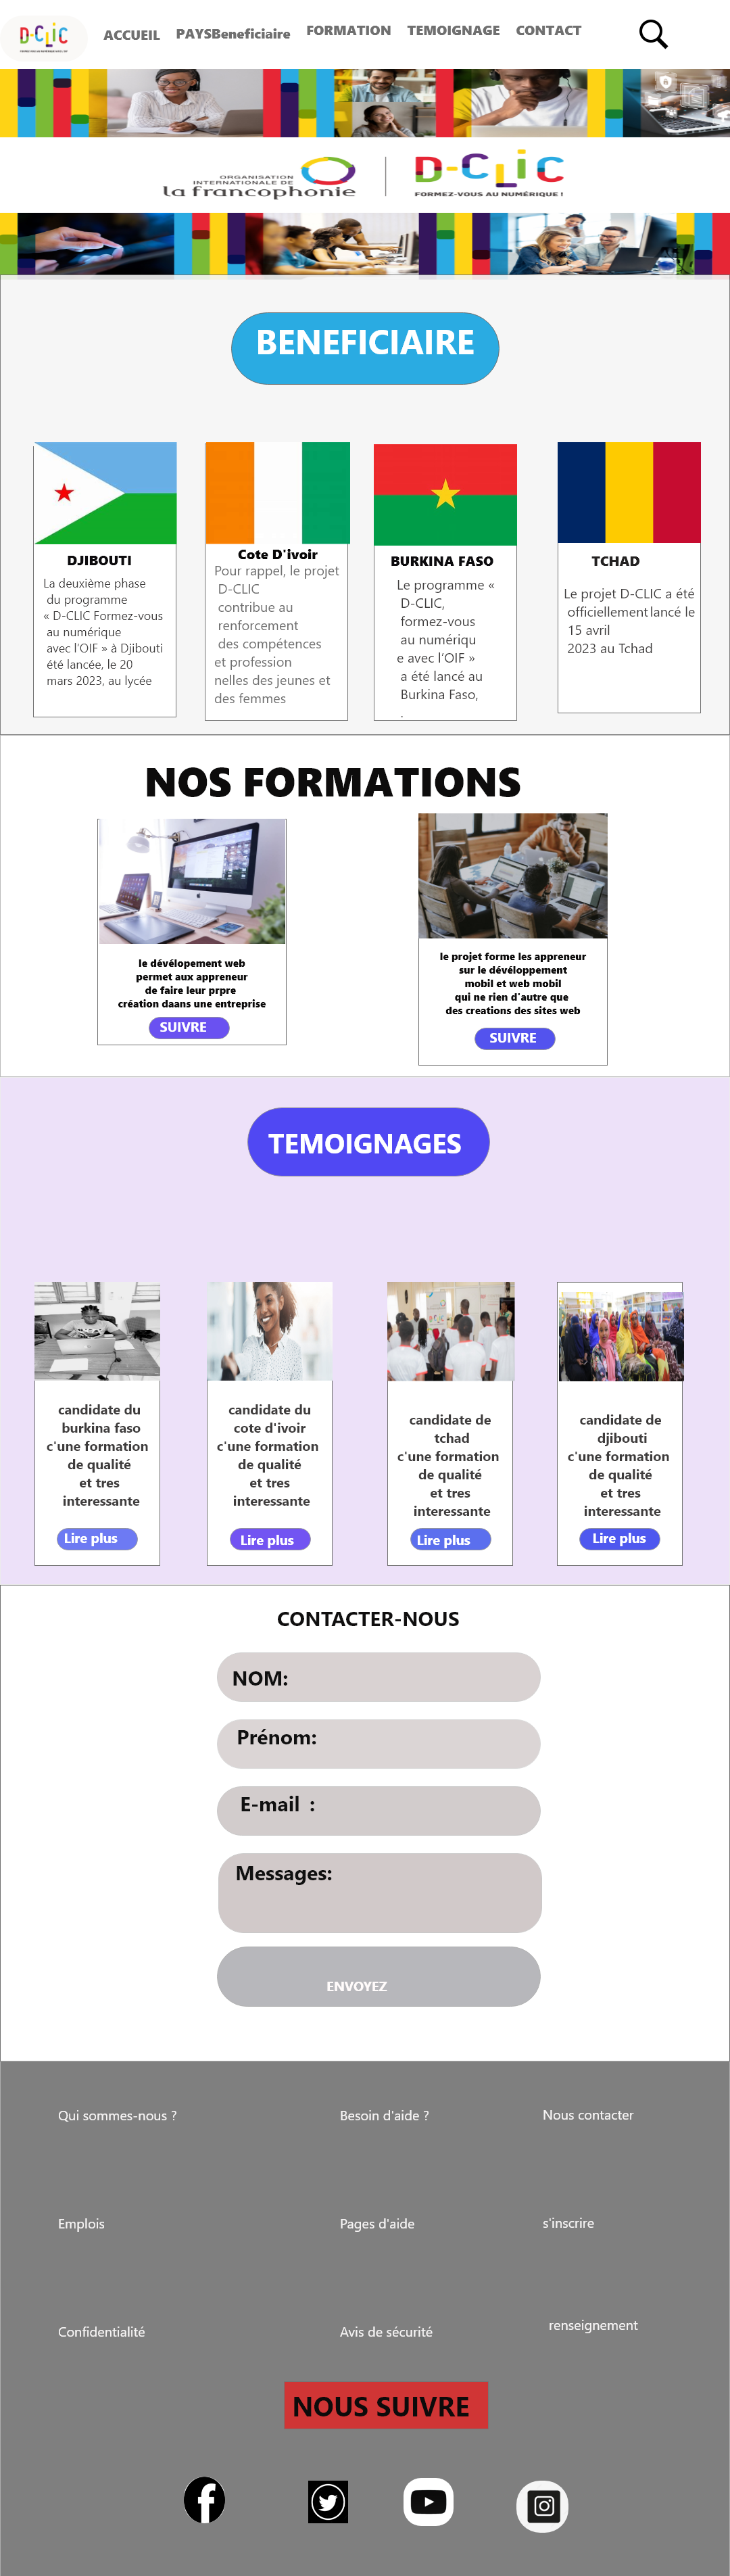 D-CLIC
ACCUEIL PAYSBeneficiaire FORMATION TEMOIGNAGE CONTACT
ORGANISATION
INTERNATIONALE DE
la francophonie
D-CLIC
FORMEZ-VOUS AU NUMÉRIQUE !
BENEFICIAIRE
DJIBOUTI
La deuxième phase
du programme
« D-CLIC Formez-vous
au numérique
avec l'OIF » à Djibouti
été lancée, le 20
mars 2023, au lycée
Cote D'ivoir
Pour rappel, le projet
D-CLIC
contribue au
renforcement
des compétences
et profession
nelles des jeunes et
des femmes
BURKINA FASO
Le programme «
D-CLIC,
formez-vous
au numériqu
e avec l'OIF »
a été lancé au
Burkina Faso,
.
TCHAD
Le projet D-CLIC a été
officiellement lancé le
15 avril
2023 au Tchad
NOS FORMATIONS
le dévélopement web
permet aux appreneur
de faire leur prpre
création daans une entreprise
SUIVRE
le projet forme les appreneur
sur le dévéloppement
mobil et web mobil
qui ne rien d'autre que
des creations des sites web
SUIVRE
TEMOIGNAGES
candidate du
burkina faso
c'une formation
de qualité
et tres
interessante
Lire plus
candidate du
cote d'ivoir
c'une formation
de qualité
et tres
interessante
Lire plus
candidate de
tchad
c'une formation
de qualité
et tres
interessante
Lire plus
candidate de
djibouti
c'une formation
de qualité
et tres
interessante
Lire plus
CONTACTER-NOUS
NOM:
Prénom:
E-mail :
Messages:
ENVOYEZ
Qui sommes-nous ? Besoin d'aide ? Nous contacter
Emplois Pages d'aide s'inscrire
Confidentialité Avis de sécurité renseignement
NOUS SUIVRE